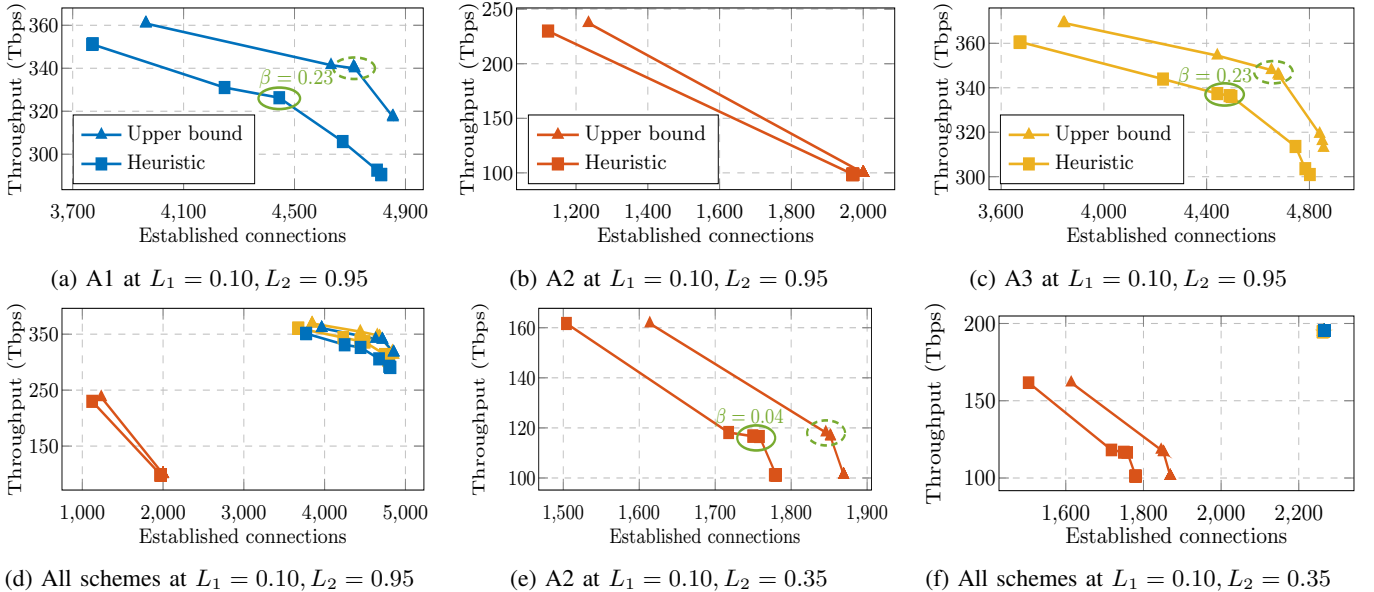 Throughput (Tbps)
360
340
320
300
β = 0.23
Upper bound
Heuristic
3,700 4,100 4,500 4,900
Established connections
(a) A1 at L₁ = 0.10, L₂ = 0.95
Throughput (Tbps)
250
200
150
100
Upper bound
Heuristic
1,200 1,400 1,600 1,800 2,000
Established connections
(b) A2 at L₁ = 0.10, L₂ = 0.95
Throughput (Tbps)
360
340
320
300
β = 0.23
Upper bound
Heuristic
3,600 4,000 4,400 4,800
Established connections
(c) A3 at L₁ = 0.10, L₂ = 0.95
Throughput (Tbps)
350
250
150
1,000 2,000 3,000 4,000 5,000
Established connections
(d) All schemes at L₁ = 0.10, L₂ = 0.95
Throughput (Tbps)
160
140
120
100
β = 0.04
1,500 1,600 1,700 1,800 1,900
Established connections
(e) A2 at L₁ = 0.10, L₂ = 0.35
Throughput (Tbps)
200
150
100
1,600 1,800 2,000 2,200
Established connections
(f) All schemes at L₁ = 0.10, L₂ = 0.35